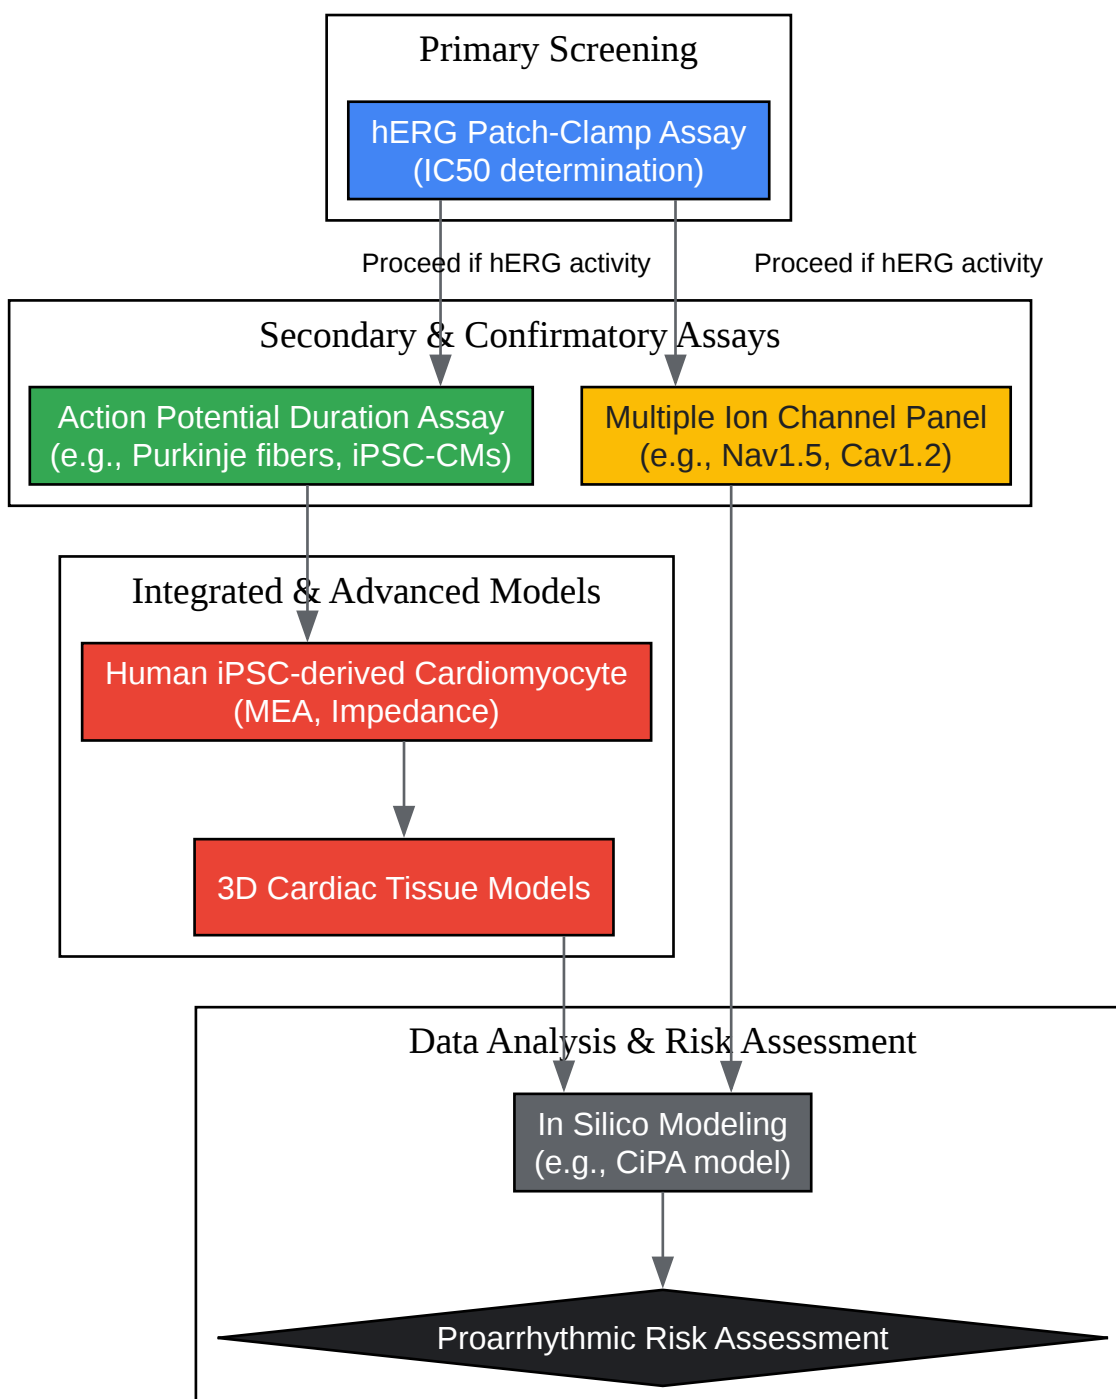 Primary Screening
hERG Patch-Clamp Assay
(IC50 determination)
Proceed if hERG activity
Proceed if hERG activity
Secondary & Confirmatory Assays
Action Potential Duration Assay
(e.g., Purkinje fibers, iPSC-CMs)
Multiple Ion Channel Panel
(e.g., Nav1.5, Cav1.2)
Integrated & Advanced Models
Human iPSC-derived Cardiomyocyte
(MEA, Impedance)
3D Cardiac Tissue Models
Data Analysis & Risk Assessment
In Silico Modeling
(e.g., CiPA model)
Proarrhythmic Risk Assessment